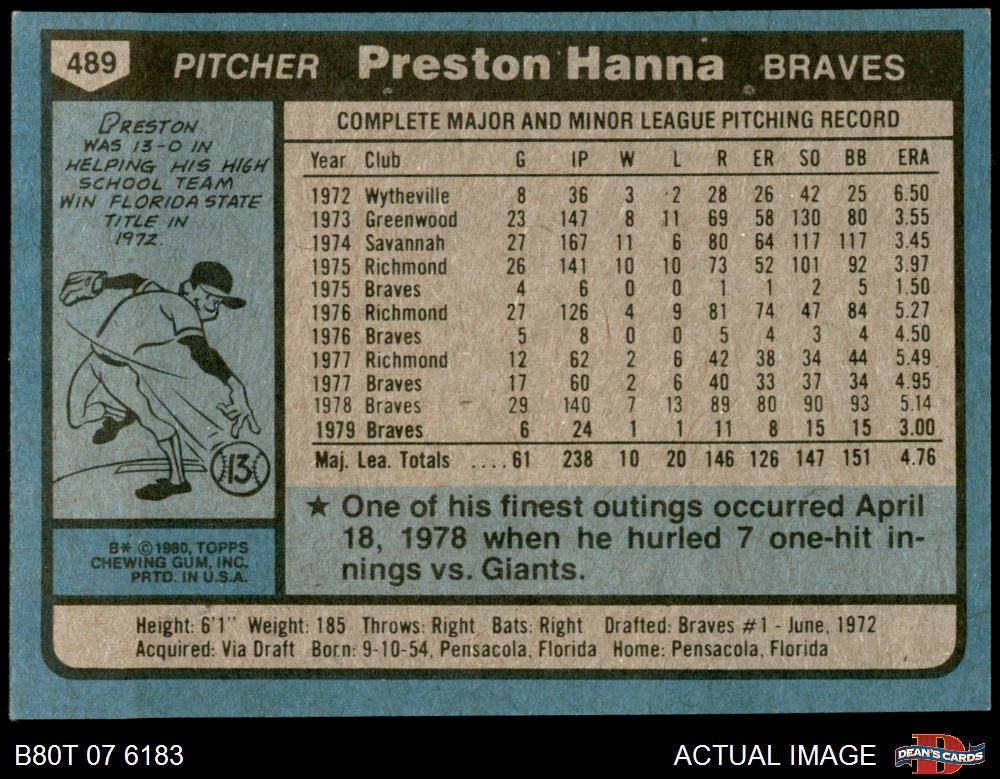 489 PITCHER Preston Hanna BRAVES
PRESTON
WAS 13-0 IN
HELPING HIS HIGH
SCHOOL TEAM
WIN FLORIDA STATE
TITLE IN
1972.
13
B* ©1980, TOPPS
CHEWING GUM, INC.
PRTD. IN U.S.A.
COMPLETE MAJOR AND MINOR LEAGUE PITCHING RECORD
Year Club G IP W L R ER SO BB ERA
1972 Wytheville 8 36 3 2 28 26 42 25 6.50
1973 Greenwood 23 147 8 11 69 58 130 80 3.55
1974 Savannah 27 167 11 6 80 64 117 117 3.45
1975 Richmond 26 141 10 10 73 52 101 92 3.97
1975 Braves 4 6 0 0 1 1 2 5 1.50
1976 Richmond 27 126 4 9 81 74 47 84 5.27
1976 Braves 5 8 0 0 5 4 3 4 4.50
1977 Richmond 12 62 2 6 42 38 34 44 5.49
1977 Braves 17 60 2 6 40 33 37 34 4.95
1978 Braves 29 140 7 13 89 80 90 93 5.14
1979 Braves 6 24 1 1 11 8 15 15 3.00
Maj. Lea. Totals ....61 238 10 20 146 126 147 151 4.76
★ One of his finest outings occurred April
18, 1978 when he hurled 7 one-hit in-
nings vs. Giants.
Height: 6'1" Weight: 185 Throws: Right Bats: Right Drafted: Braves #1 - June, 1972
Acquired: Via Draft Born: 9-10-54, Pensacola, Florida Home: Pensacola, Florida
B80T 07 6183 ACTUAL IMAGE DEAN'S CARDS